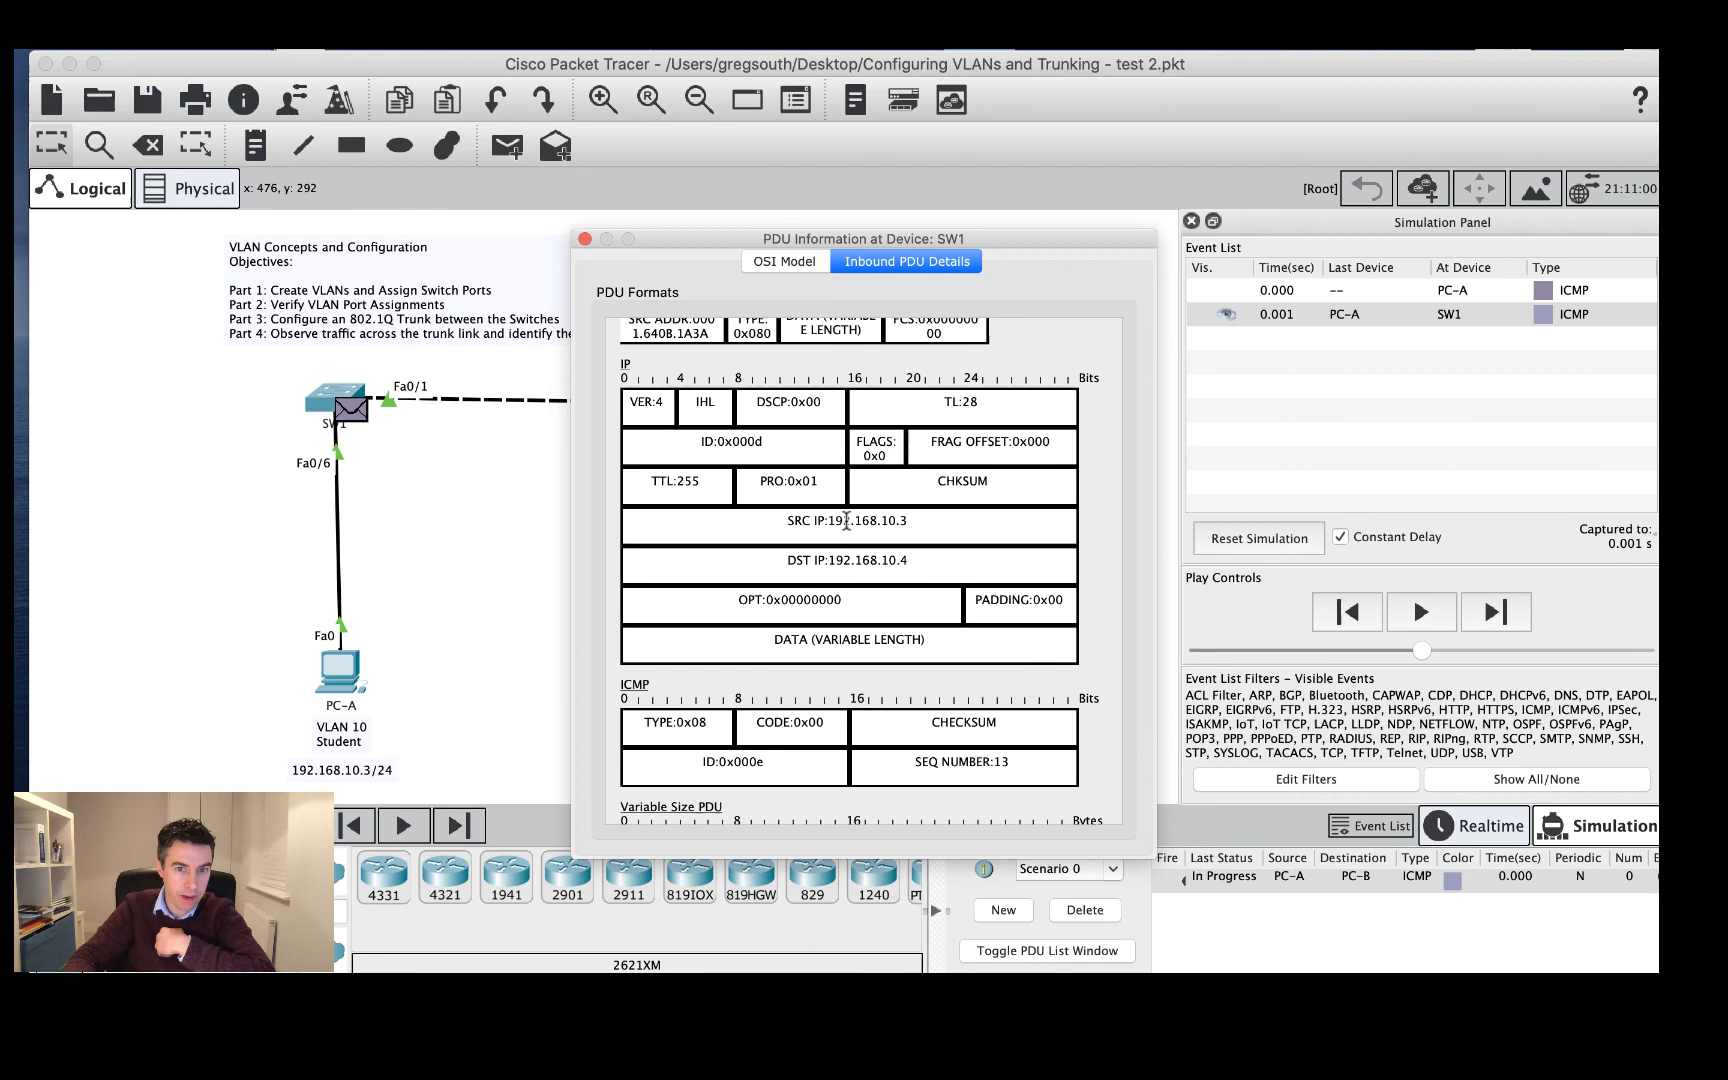 Cisco Packet Tracer - /Users/gregsouth/Desktop/Configuring VLANs and Trunking - test 2.pkt
?
Logical
Physical
x: 476, y: 292
[Root]
21:11:00
VLAN Concepts and Configuration
Objectives:
Part 1: Create VLANs and Assign Switch Ports
Part 2: Verify VLAN Port Assignments
Part 3: Configure an 802.1Q Trunk between the Switches
Part 4: Observe traffic across the trunk link and identify the
Fa0/1
SW1
Fa0/6
Fa0
PC-A
VLAN 10
Student
192.168.10.3/24
PDU Information at Device: SW1
OSI Model
Inbound PDU Details
PDU Formats
SRC ADDR:000
1.640B.1A3A
TYPE:
0x080
DATA (VARIABL
E LENGTH)
FCS:0x000000
00
IP
0 4 8 16 20 24 Bits
VER:4 IHL DSCP:0x00 TL:28
ID:0x000d FLAGS: FRAG OFFSET:0x000
0x0
TTL:255 PRO:0x01 CHKSUM
SRC IP:192.168.10.3
DST IP:192.168.10.4
OPT:0x00000000 PADDING:0x00
DATA (VARIABLE LENGTH)
ICMP
0 8 16 Bits
TYPE:0x08 CODE:0x00 CHECKSUM
ID:0x000e SEQ NUMBER:13
Variable Size PDU
0 8 16 Bytes
Simulation Panel
Event List
Vis. Time(sec) Last Device At Device Type
0.000 -- PC-A ICMP
0.001 PC-A SW1 ICMP
Reset Simulation
Constant Delay
Captured to:
0.001 s
Play Controls
Event List Filters - Visible Events
ACL Filter, ARP, BGP, Bluetooth, CAPWAP, CDP, DHCP, DHCPv6, DNS, DTP, EAPOL,
EIGRP, EIGRPv6, FTP, H.323, HSRP, HSRPv6, HTTP, HTTPS, ICMP, ICMPv6, IPSec,
ISAKMP, IoT, IoT TCP, LACP, LLDP, NDP, NETFLOW, NTP, OSPF, OSPFv6, PAgP,
POP3, PPP, PPPoED, PTP, RADIUS, REP, RIP, RIPng, RTP, SCCP, SMTP, SNMP, SSH,
STP, SYSLOG, TACACS, TCP, TFTP, Telnet, UDP, USB, VTP
Edit Filters
Show All/None
Event List
Realtime
Simulation
4331 4321 1941 2901 2911 819IOX 819HGW 829 1240
2621XM
Scenario 0
New
Delete
Toggle PDU List Window
Fire Last Status Source Destination Type Color Time(sec) Periodic Num
In Progress PC-A PC-B ICMP 0.000 N 0